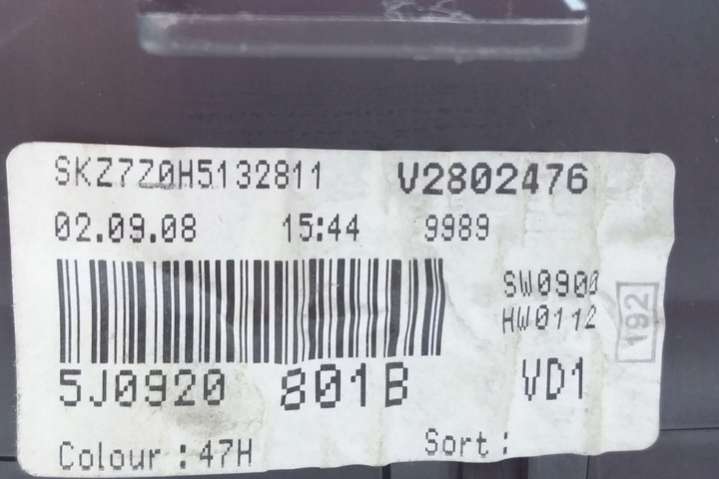 SKZ7Z0H5132811 V2802476
02.09.08 15:44 9989
SW0900
HW0112
192
5J0920 801B VD1
Colour : 47H Sort :